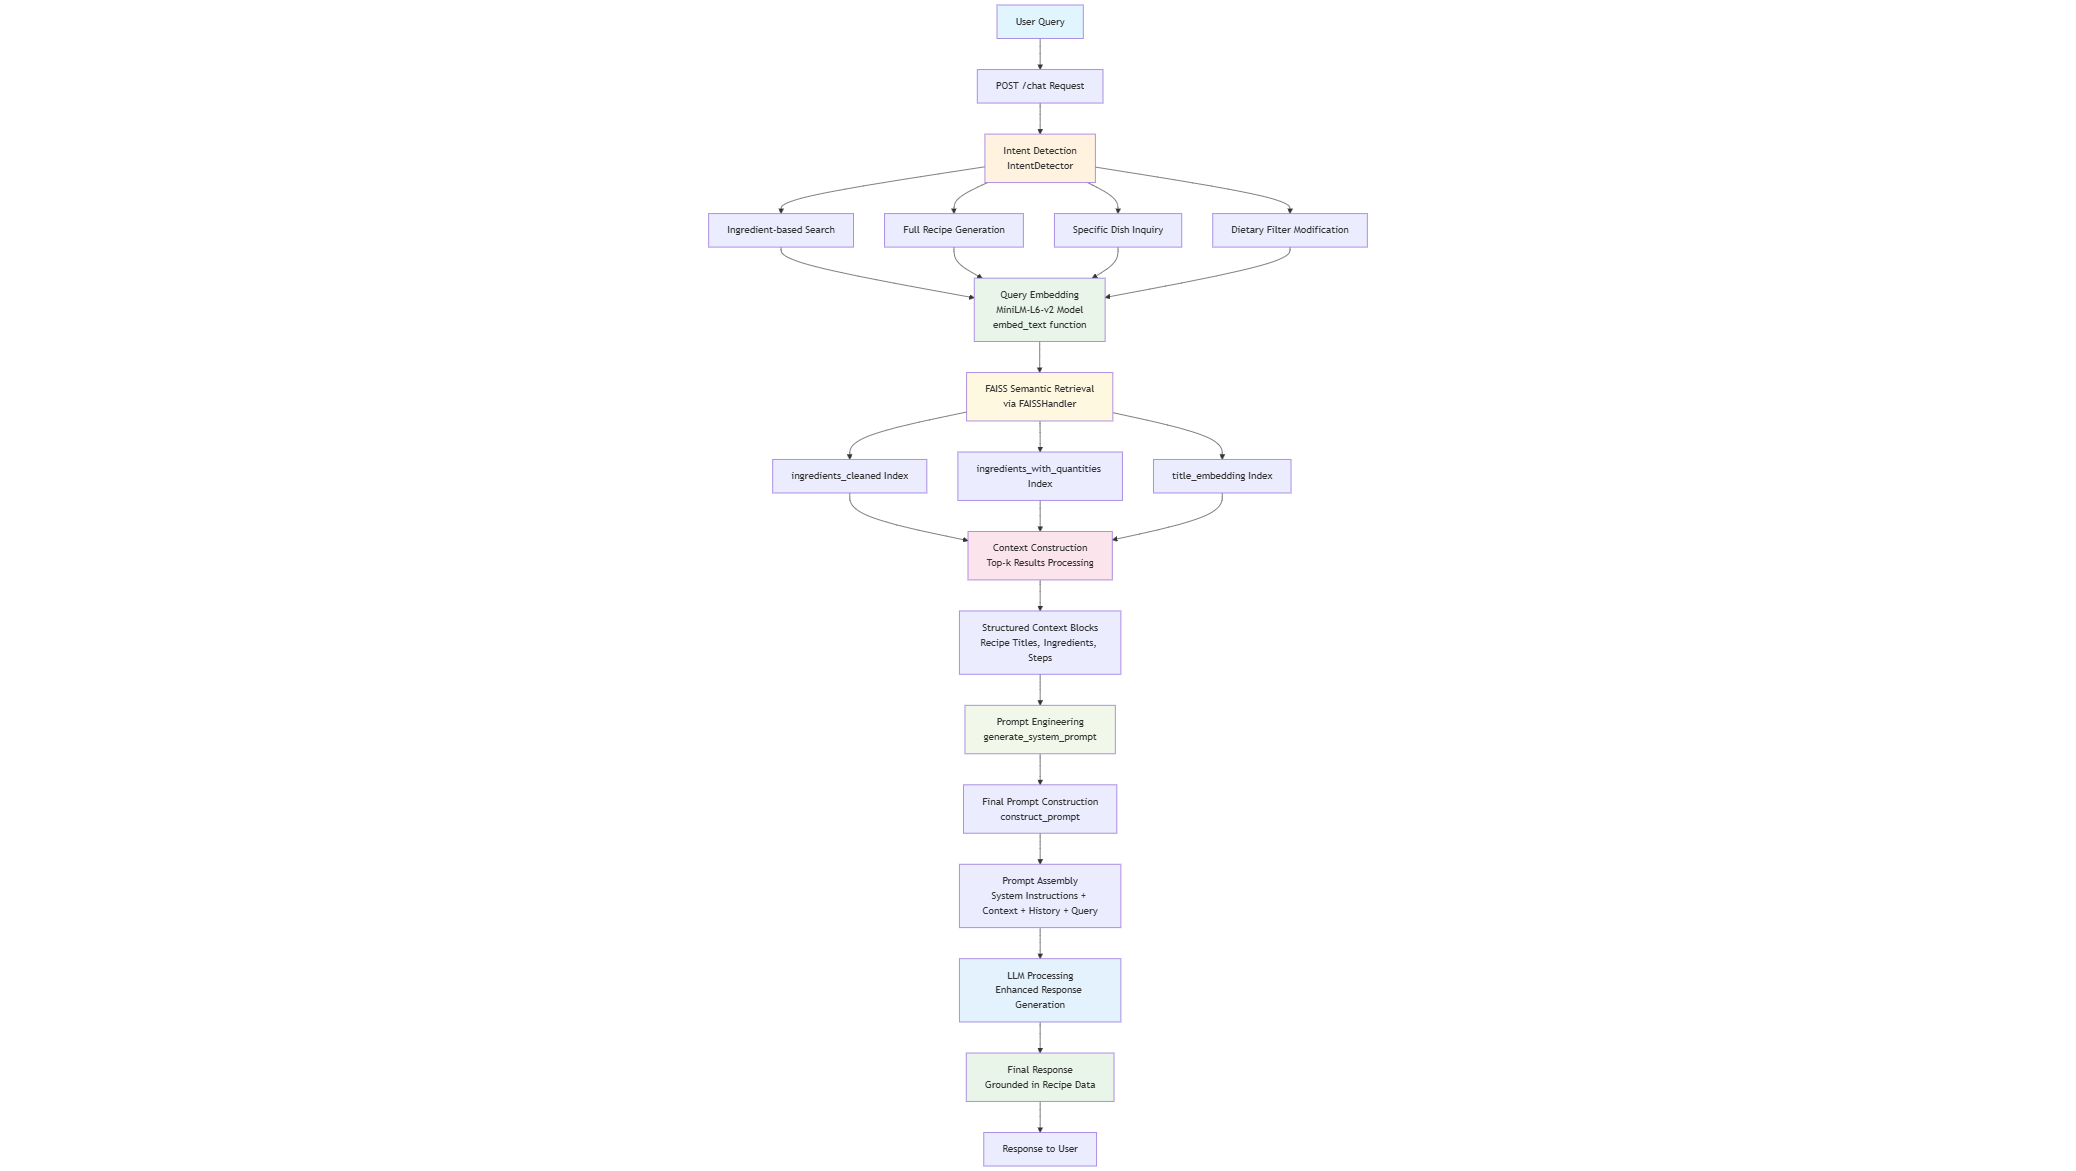 User Query
POST /chat Request
Intent Detection
IntentDetector
Ingredient-based Search
Full Recipe Generation
Specific Dish Inquiry
Dietary Filter Modification
Query Embedding
MiniLM-L6-v2 Model
embed_text function
FAISS Semantic Retrieval
via FAISSHandler
ingredients_cleaned Index
ingredients_with_quantities
Index
title_embedding Index
Context Construction
Top-k Results Processing
Structured Context Blocks
Recipe Titles, Ingredients,
Steps
Prompt Engineering
generate_system_prompt
Final Prompt Construction
construct_prompt
Prompt Assembly
System Instructions +
Context + History + Query
LLM Processing
Enhanced Response
Generation
Final Response
Grounded in Recipe Data
Response to User